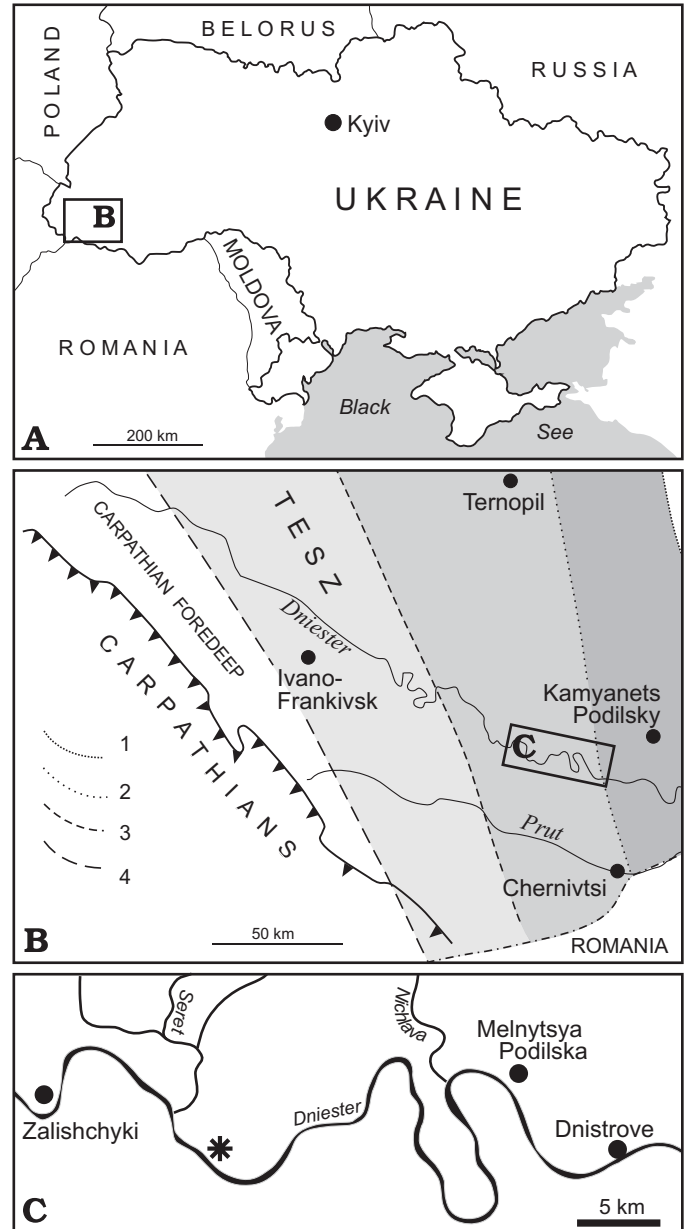 BELORUS
POLAND
RUSSIA
Kyiv
UKRAINE
B
MOLDOVA
ROMANIA
Black
See
200 km
A
Ternopil
TESZ
CARPATHIAN FOREDEEP
Dniester
CARPATHIANS
Ivano-
Frankivsk
Kamyanets
Podilsky
C
1
2
3
4
Prut
Chernivtsi
50 km
B
ROMANIA
Seret
Nichlava
Melnytsya
Podilska
Dniester
Zalishchyki
Dnistrove
C
5 km